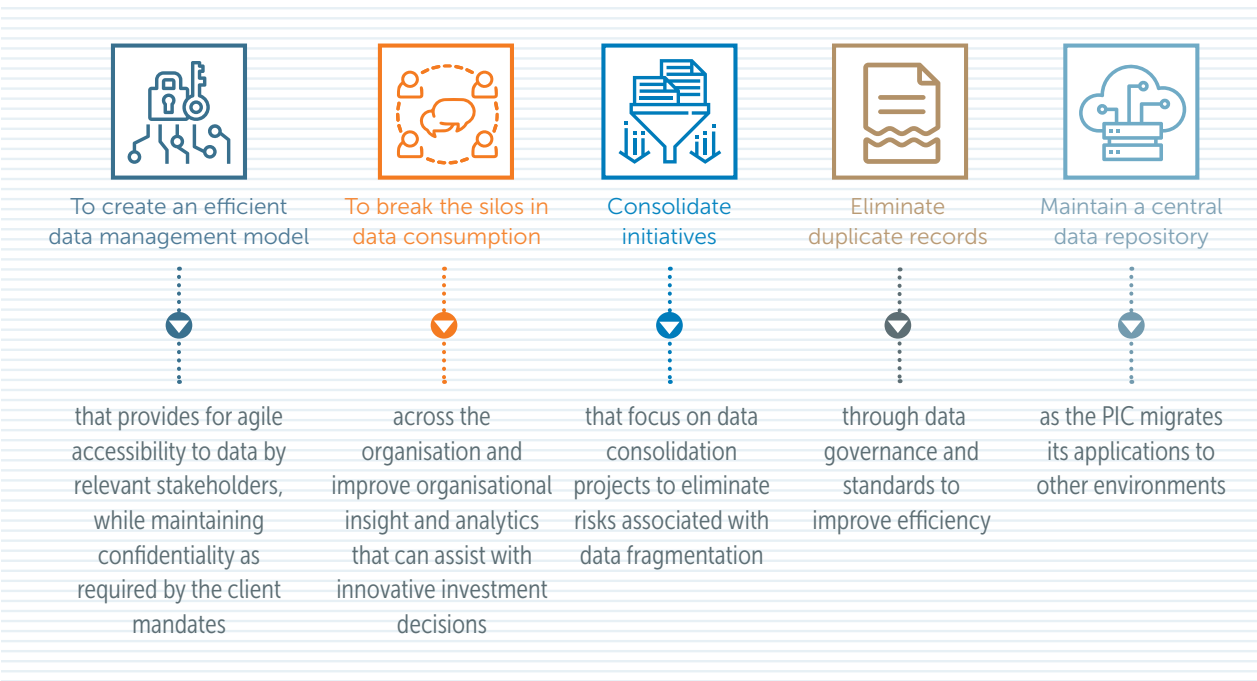 To create an efficient
data management model
that provides for agile
accessibility to data by
relevant stakeholders,
while maintaining
confidentiality as
required by the client
mandates
To break the silos in
data consumption
across the
organisation and
improve organisational
insight and analytics
that can assist with
innovative investment
decisions
Consolidate
initiatives
that focus on data
consolidation
projects to eliminate
risks associated with
data fragmentation
Eliminate
duplicate records
through data
governance and
standards to
improve efficiency
Maintain a central
data repository
as the PIC migrates
its applications to
other environments